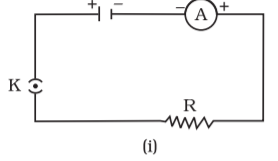 + − − A +
K
R
(i)